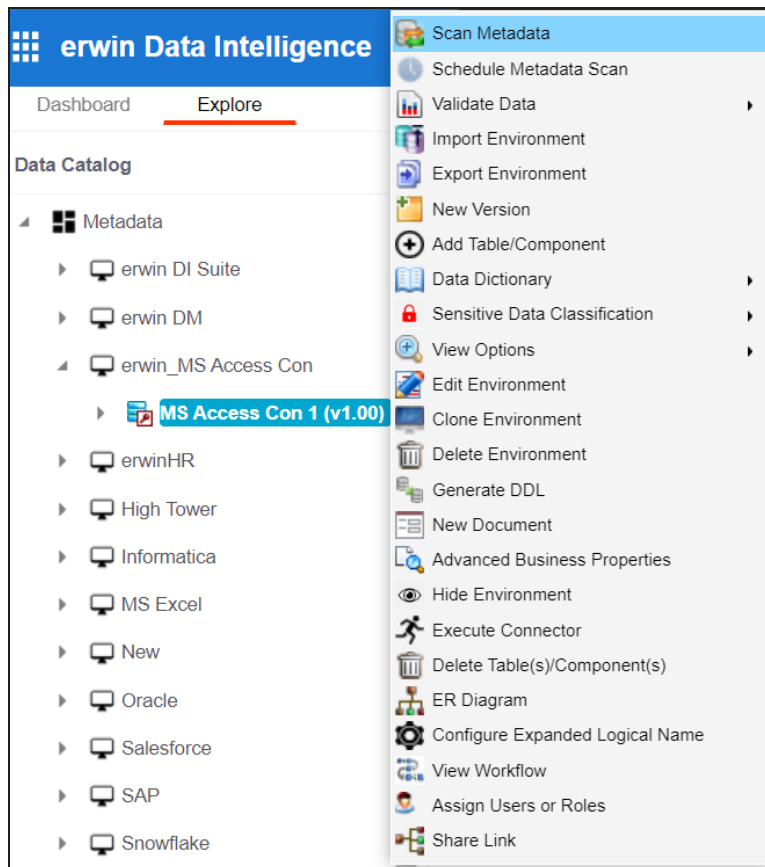 erwin Data Intelligence
Dashboard
Explore
Data Catalog
Metadata
erwin DI Suite
erwin DM
erwin_MS Access Con
MS Access Con 1 (v1.00)
erwinHR
High Tower
Informatica
MS Excel
New
Oracle
Salesforce
SAP
Snowflake
Scan Metadata
Schedule Metadata Scan
Validate Data
Import Environment
Export Environment
New Version
Add Table/Component
Data Dictionary
Sensitive Data Classification
View Options
Edit Environment
Clone Environment
Delete Environment
Generate DDL
New Document
Advanced Business Properties
Hide Environment
Execute Connector
Delete Table(s)/Component(s)
ER Diagram
Configure Expanded Logical Name
View Workflow
Assign Users or Roles
Share Link